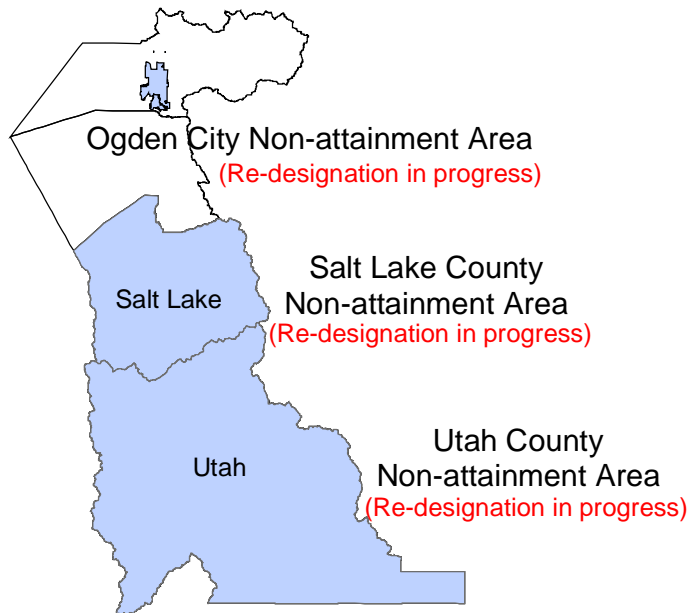 Ogden City Non-attainment Area
(Re-designation in progress)
Salt Lake County
Non-attainment Area
(Re-designation in progress)
Salt Lake
Utah County
Non-attainment Area
(Re-designation in progress)
Utah